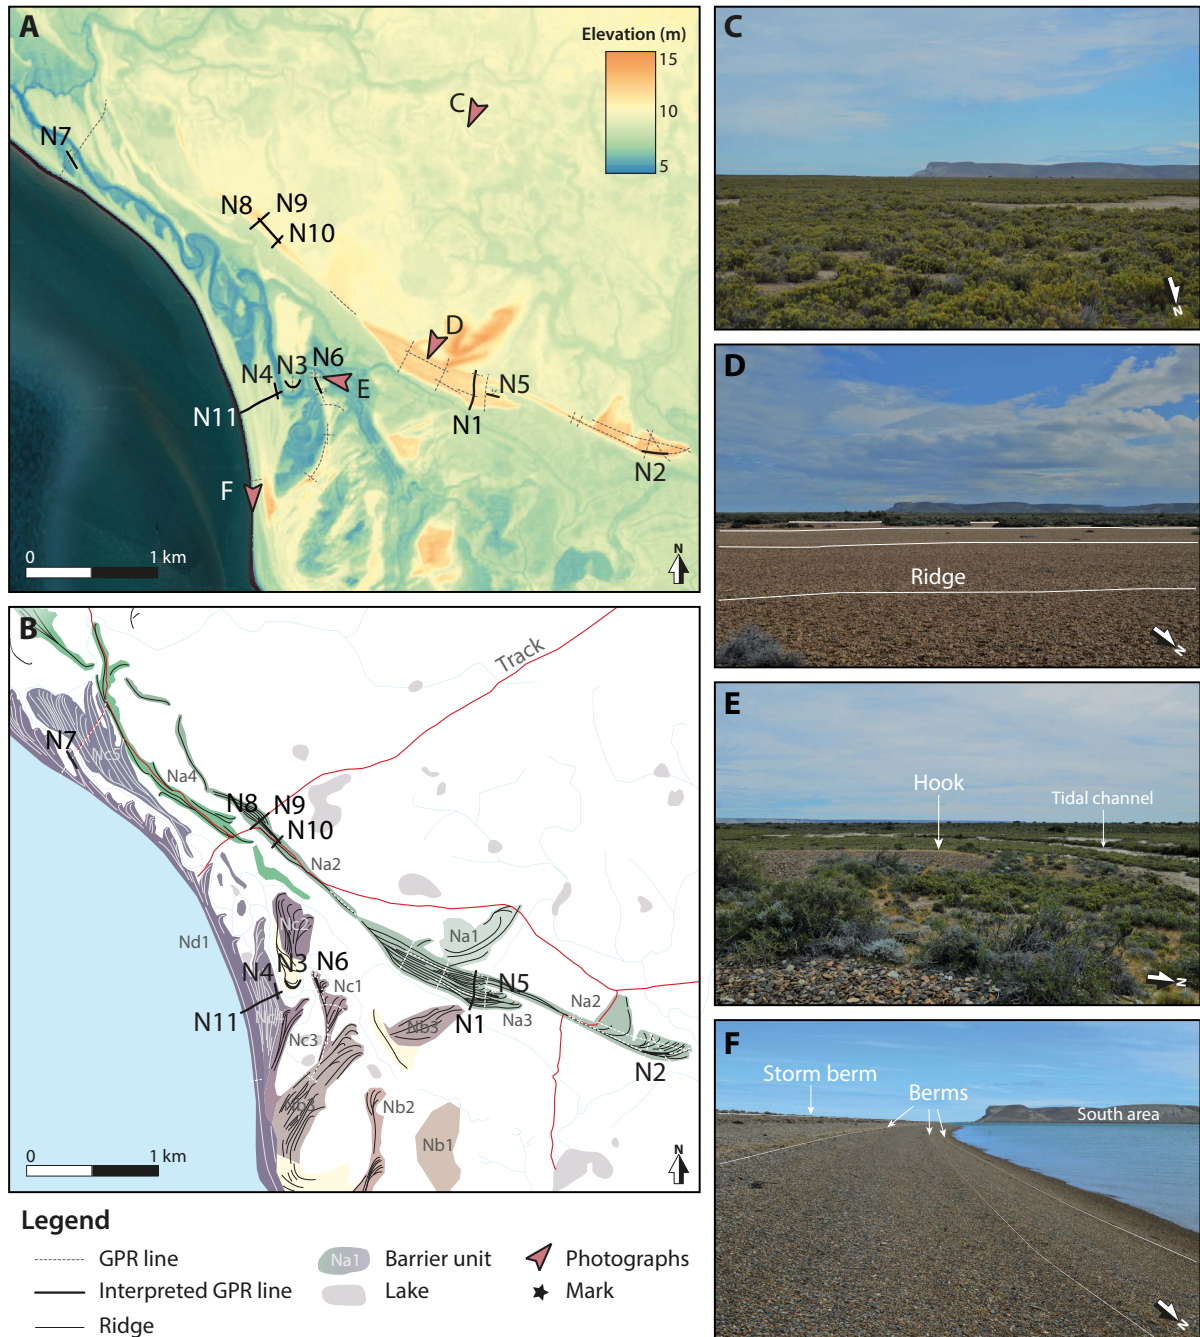 A
Elevation (m)
15
10
5
C
N7
N8
N9
N10
D
N3
N6
N4
E
N5
N11
N1
N2
F
0
1 km
N
B
Track
N7
Nc5
Na4
N8
N9
N10
Na2
Nc2
Na1
Nd1
N3
N6
N4
Nc1
N5
Na2
N11
Nc4
N1
Na3
Nb3
Nc3
N2
Nb2
Nb1
0
1 km
N
Legend
GPR line
Interpreted GPR line
Ridge
Na1
Barrier unit
Lake
Photographs
Mark
C
N
D
Ridge
N
E
Hook
Tidal channel
N
F
Storm berm
Berms
South area
N